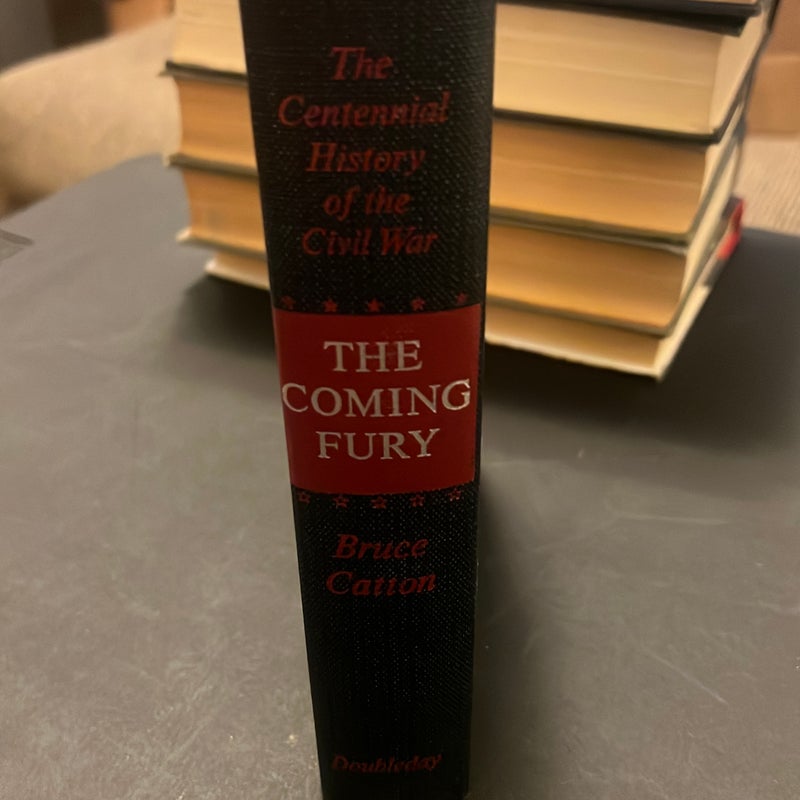 The
Centennial
History
of the
Civil War
THE
COMING
FURY
Bruce
Catton
Doubleday